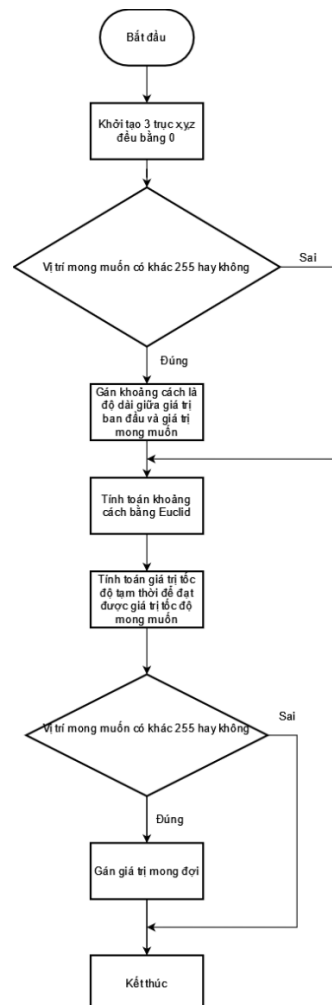 Bắt đầu
Khởi tạo 3 trục x,y,z
đều bằng 0
Vị trí mong muốn có khác 255 hay không
Sai
Đúng
Gán khoảng cách là
độ dài giữa giá trị
ban đầu và giá trị
mong muốn
Tính toán khoảng
cách bằng Euclid
Tính toán giá trị tốc
độ tạm thời để đạt
được giá trị tốc độ
mong muốn
Vị trí mong muốn có khác 255 hay không
Sai
Đúng
Gán giá trị mong đợi
Kết thúc